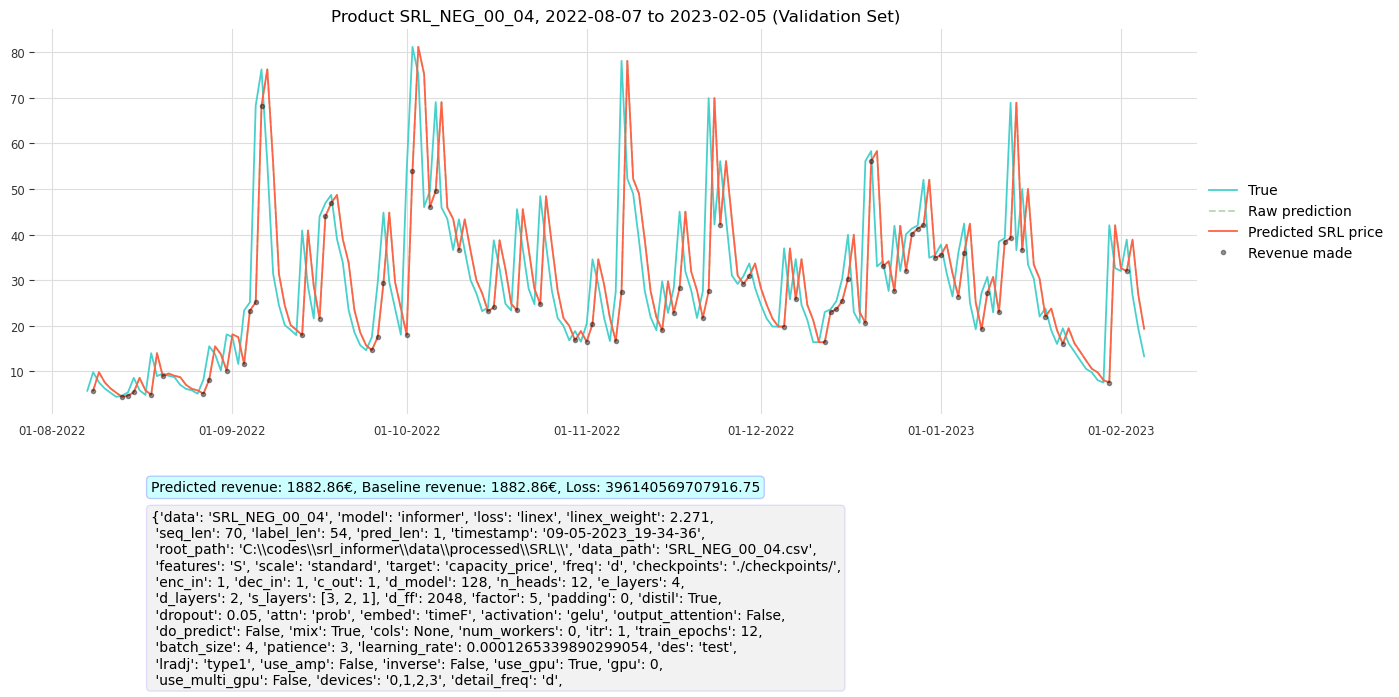 Product SRL_NEG_00_04, 2022-08-07 to 2023-02-05 (Validation Set)
80
70
60
50
40
30
20
10
01-08-2022 01-09-2022 01-10-2022 01-11-2022 01-12-2022 01-01-2023 01-02-2023
True
Raw prediction
Predicted SRL price
Revenue made
Predicted revenue: 1882.86€, Baseline revenue: 1882.86€, Loss: 396140569707916.75
{'data': 'SRL_NEG_00_04', 'model': 'informer', 'loss': 'linex', 'linex_weight': 2.271,
'seq_len': 70, 'label_len': 54, 'pred_len': 1, 'timestamp': '09-05-2023_19-34-36',
'root_path': 'C:\\codes\\srl_informer\\data\\processed\\SRL\\', 'data_path': 'SRL_NEG_00_04.csv',
'features': 'S', 'scale': 'standard', 'target': 'capacity_price', 'freq': 'd', 'checkpoints': './checkpoints/',
'enc_in': 1, 'dec_in': 1, 'c_out': 1, 'd_model': 128, 'n_heads': 12, 'e_layers': 4,
'd_layers': 2, 's_layers': [3, 2, 1], 'd_ff': 2048, 'factor': 5, 'padding': 0, 'distil': True,
'dropout': 0.05, 'attn': 'prob', 'embed': 'timeF', 'activation': 'gelu', 'output_attention': False,
'do_predict': False, 'mix': True, 'cols': None, 'num_workers': 0, 'itr': 1, 'train_epochs': 12,
'batch_size': 4, 'patience': 3, 'learning_rate': 0.0001265339890299054, 'des': 'test',
'lradj': 'type1', 'use_amp': False, 'inverse': False, 'use_gpu': True, 'gpu': 0,
'use_multi_gpu': False, 'devices': '0,1,2,3', 'detail_freq': 'd',